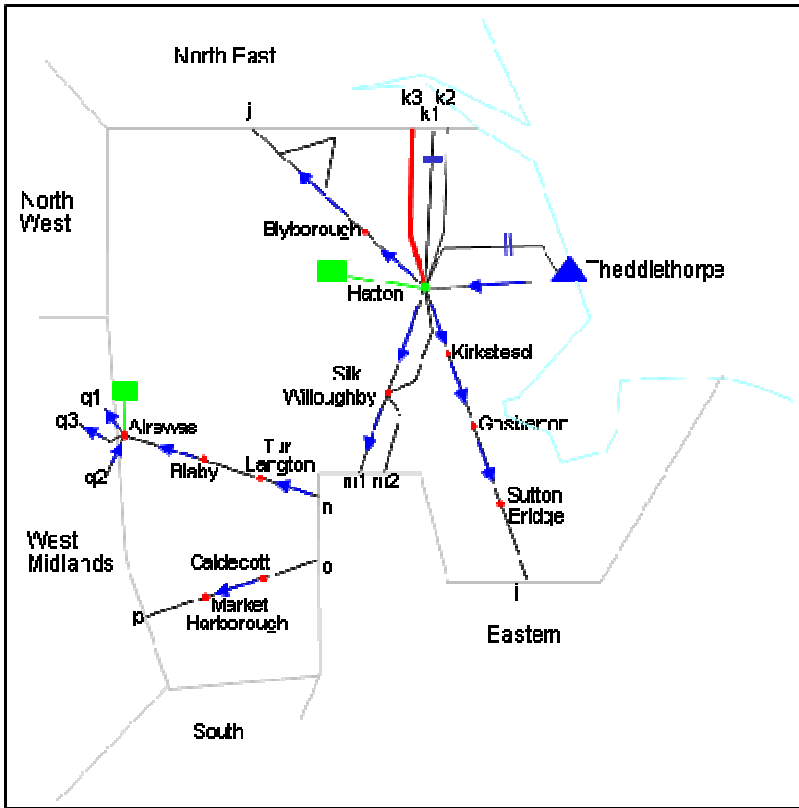 North East
k3 k2
j
k1
North
West
Blyborough
Theddlethorpe
Hatton
Kirkstead
Silk
Willoughby
q1
Gosberton
q3
Alrewas
Tur
Langton
Blaby
q2
m1 m2
Sutton
Bridge
n
West
Midlands
Caldecott
o
Market
Harborough
p
i
Eastern
South